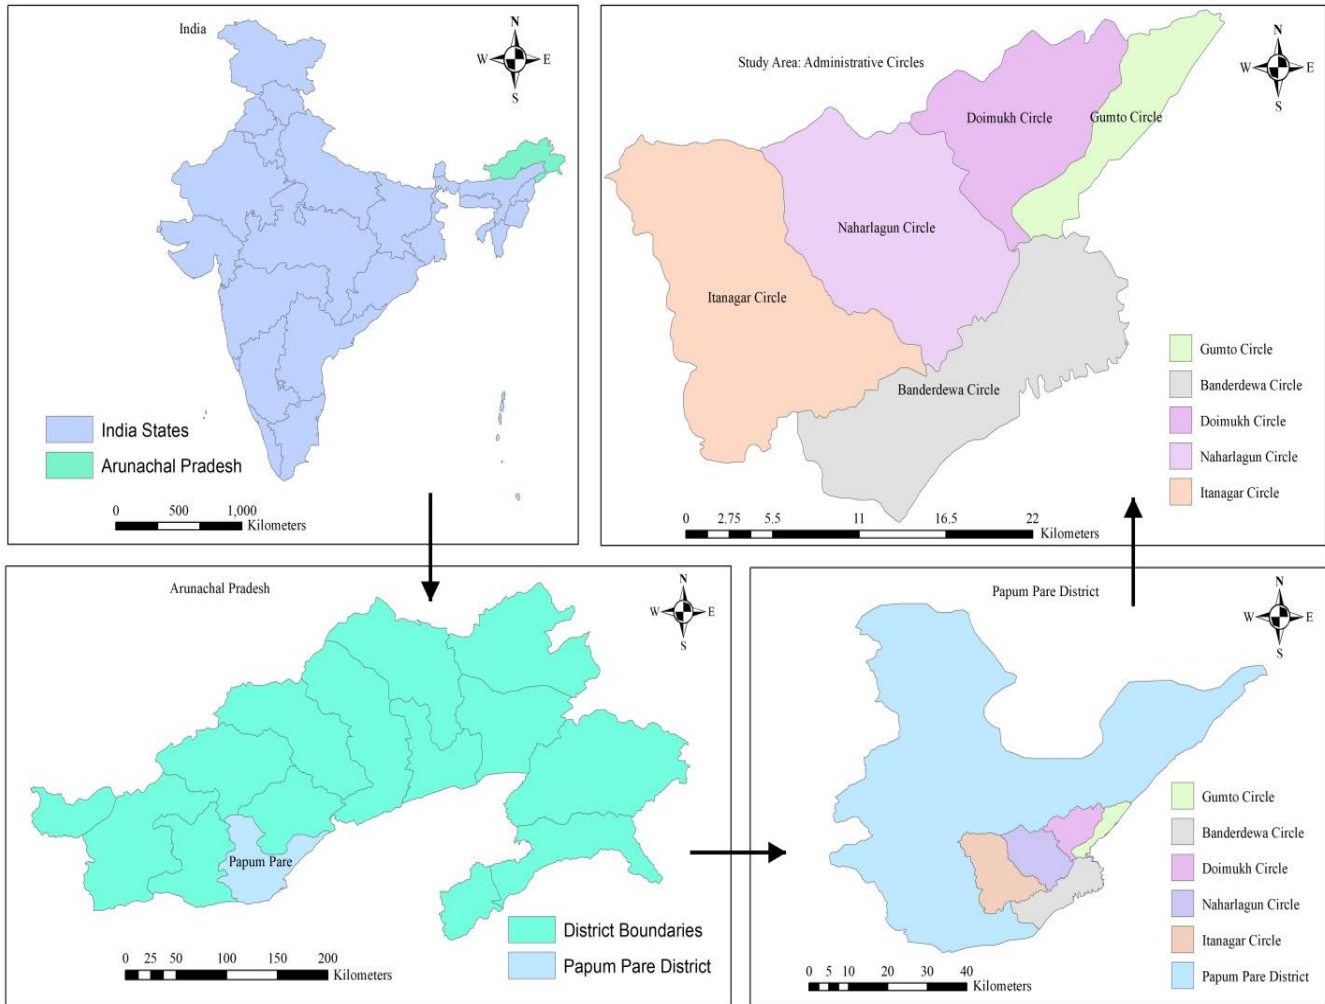 India
N
W E
S
India States
Arunachal Pradesh
0 500 1,000
Kilometers
Study Area: Administrative Circles
N
W E
S
Doimukh Circle
Gumto Circle
Naharlagun Circle
Itanagar Circle
Banderdewa Circle
Gumto Circle
Banderdewa Circle
Doimukh Circle
Naharlagun Circle
Itanagar Circle
0 2.75 5.5 11 16.5 22
Kilometers
Arunachal Pradesh
N
W E
S
Papum Pare
District Boundaries
Papum Pare District
0 25 50 100 150 200
Kilometers
Papum Pare District
N
W E
S
Gumto Circle
Banderdewa Circle
Doimukh Circle
Naharlagun Circle
Itanagar Circle
Papum Pare District
0 5 10 20 30 40
Kilometers